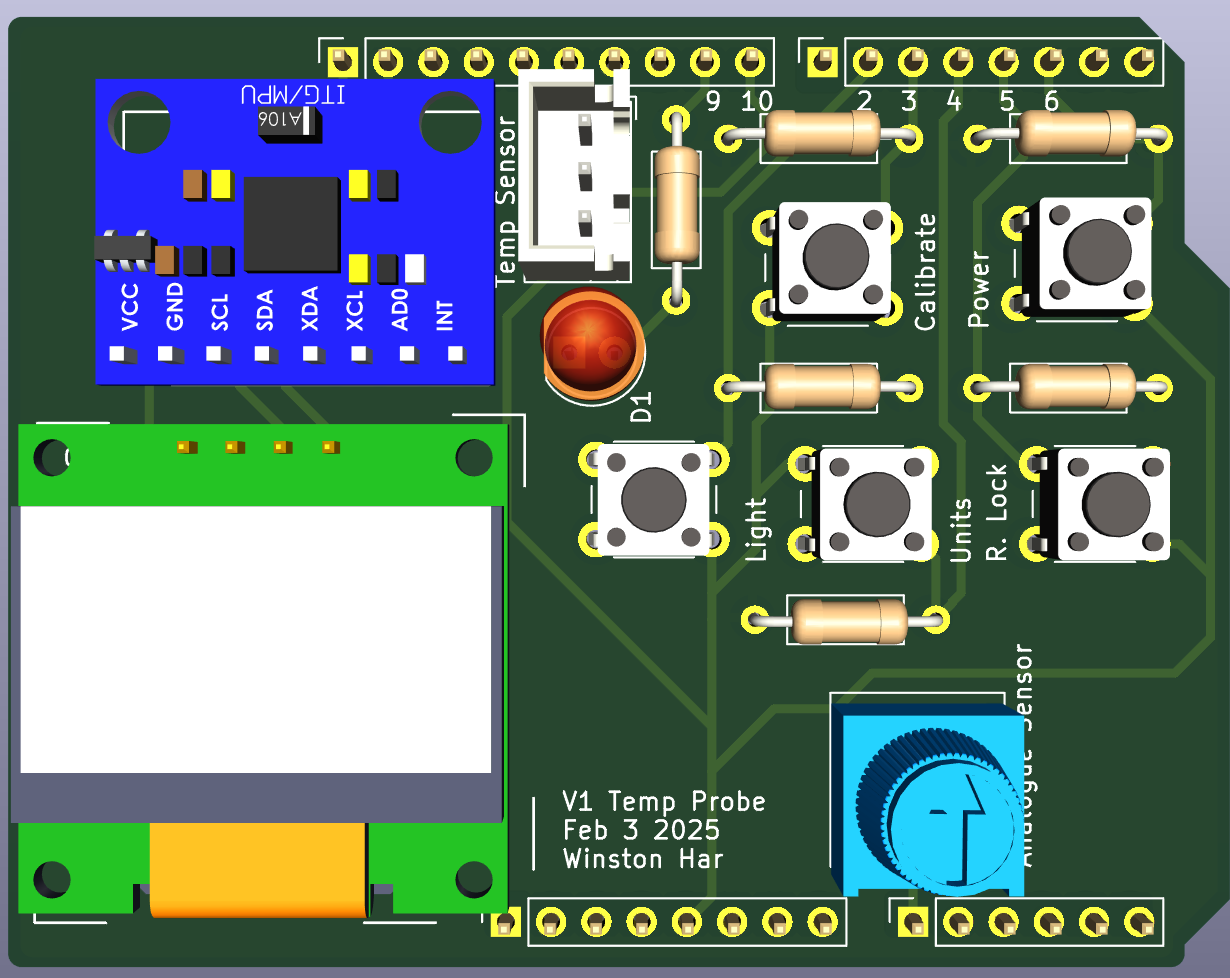 ITG/MPU
A106
9 10 2 3 4 5 6
Temp Sensor
Calibrate
Power
VCC GND SCL SDA XDA XCL AD0 INT
D1
Light
Units
R. Lock
Sensor
V1 Temp Probe
Feb 3 2025
Winston Har